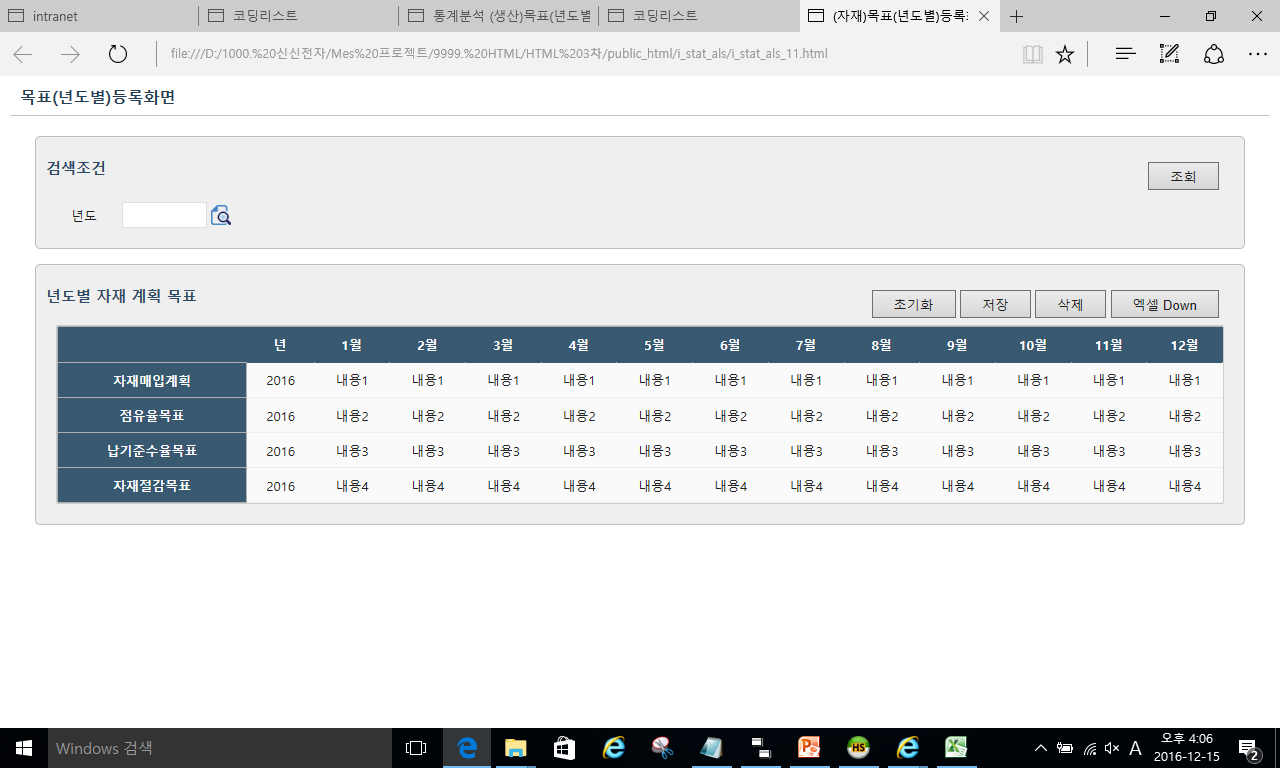 intranet 코딩리스트 통계분석 (생산)목표(년도별 코딩리스트 (자재)목표(년도별)등록:
file:///D:/1000.%20신신전자/Mes%20프로젝트/9999.%20HTML/HTML%203차/public_html/i_stat_als/i_stat_als_11.html
목표(년도별)등록화면
검색조건
조회
년도
년도별 자재 계획 목표
초기화 저장 삭제 엑셀 Down
년 1월 2월 3월 4월 5월 6월 7월 8월 9월 10월 11월 12월
자재매입계획 2016 내용1 내용1 내용1 내용1 내용1 내용1 내용1 내용1 내용1 내용1 내용1 내용1
점유율목표 2016 내용2 내용2 내용2 내용2 내용2 내용2 내용2 내용2 내용2 내용2 내용2 내용2
납기준수율목표 2016 내용3 내용3 내용3 내용3 내용3 내용3 내용3 내용3 내용3 내용3 내용3 내용3
자재절감목표 2016 내용4 내용4 내용4 내용4 내용4 내용4 내용4 내용4 내용4 내용4 내용4 내용4
Windows 검색
HS
A
오후 4:06
2016-12-15
2